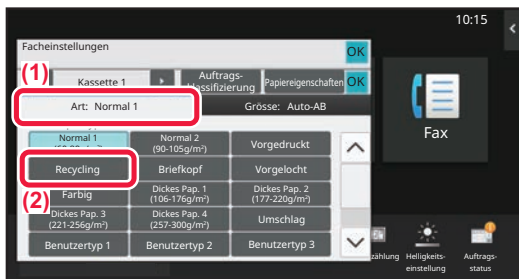 10:15
Facheinstellungen
OK
(1)
Kassette 1
Auftrags-
klassifizierung
Papiereigenschaften
OK
Art: Normal 1
Grösse: Auto-AB
Normal 1
Normal 2
(90-105g/m²)
Vorgedruckt
Recycling
Briefkopf
Vorgelocht
(2)
Farbig
Dickes Pap. 1
(106-176g/m²)
Dickes Pap. 2
(177-220g/m²)
Dickes Pap. 3
(221-256g/m²)
Dickes Pap. 4
(257-300g/m²)
Umschlag
Benutzertyp 1
Benutzertyp 2
Benutzertyp 3
Fax
zählung
Helligkeits-
einstellung
Auftrags-
status